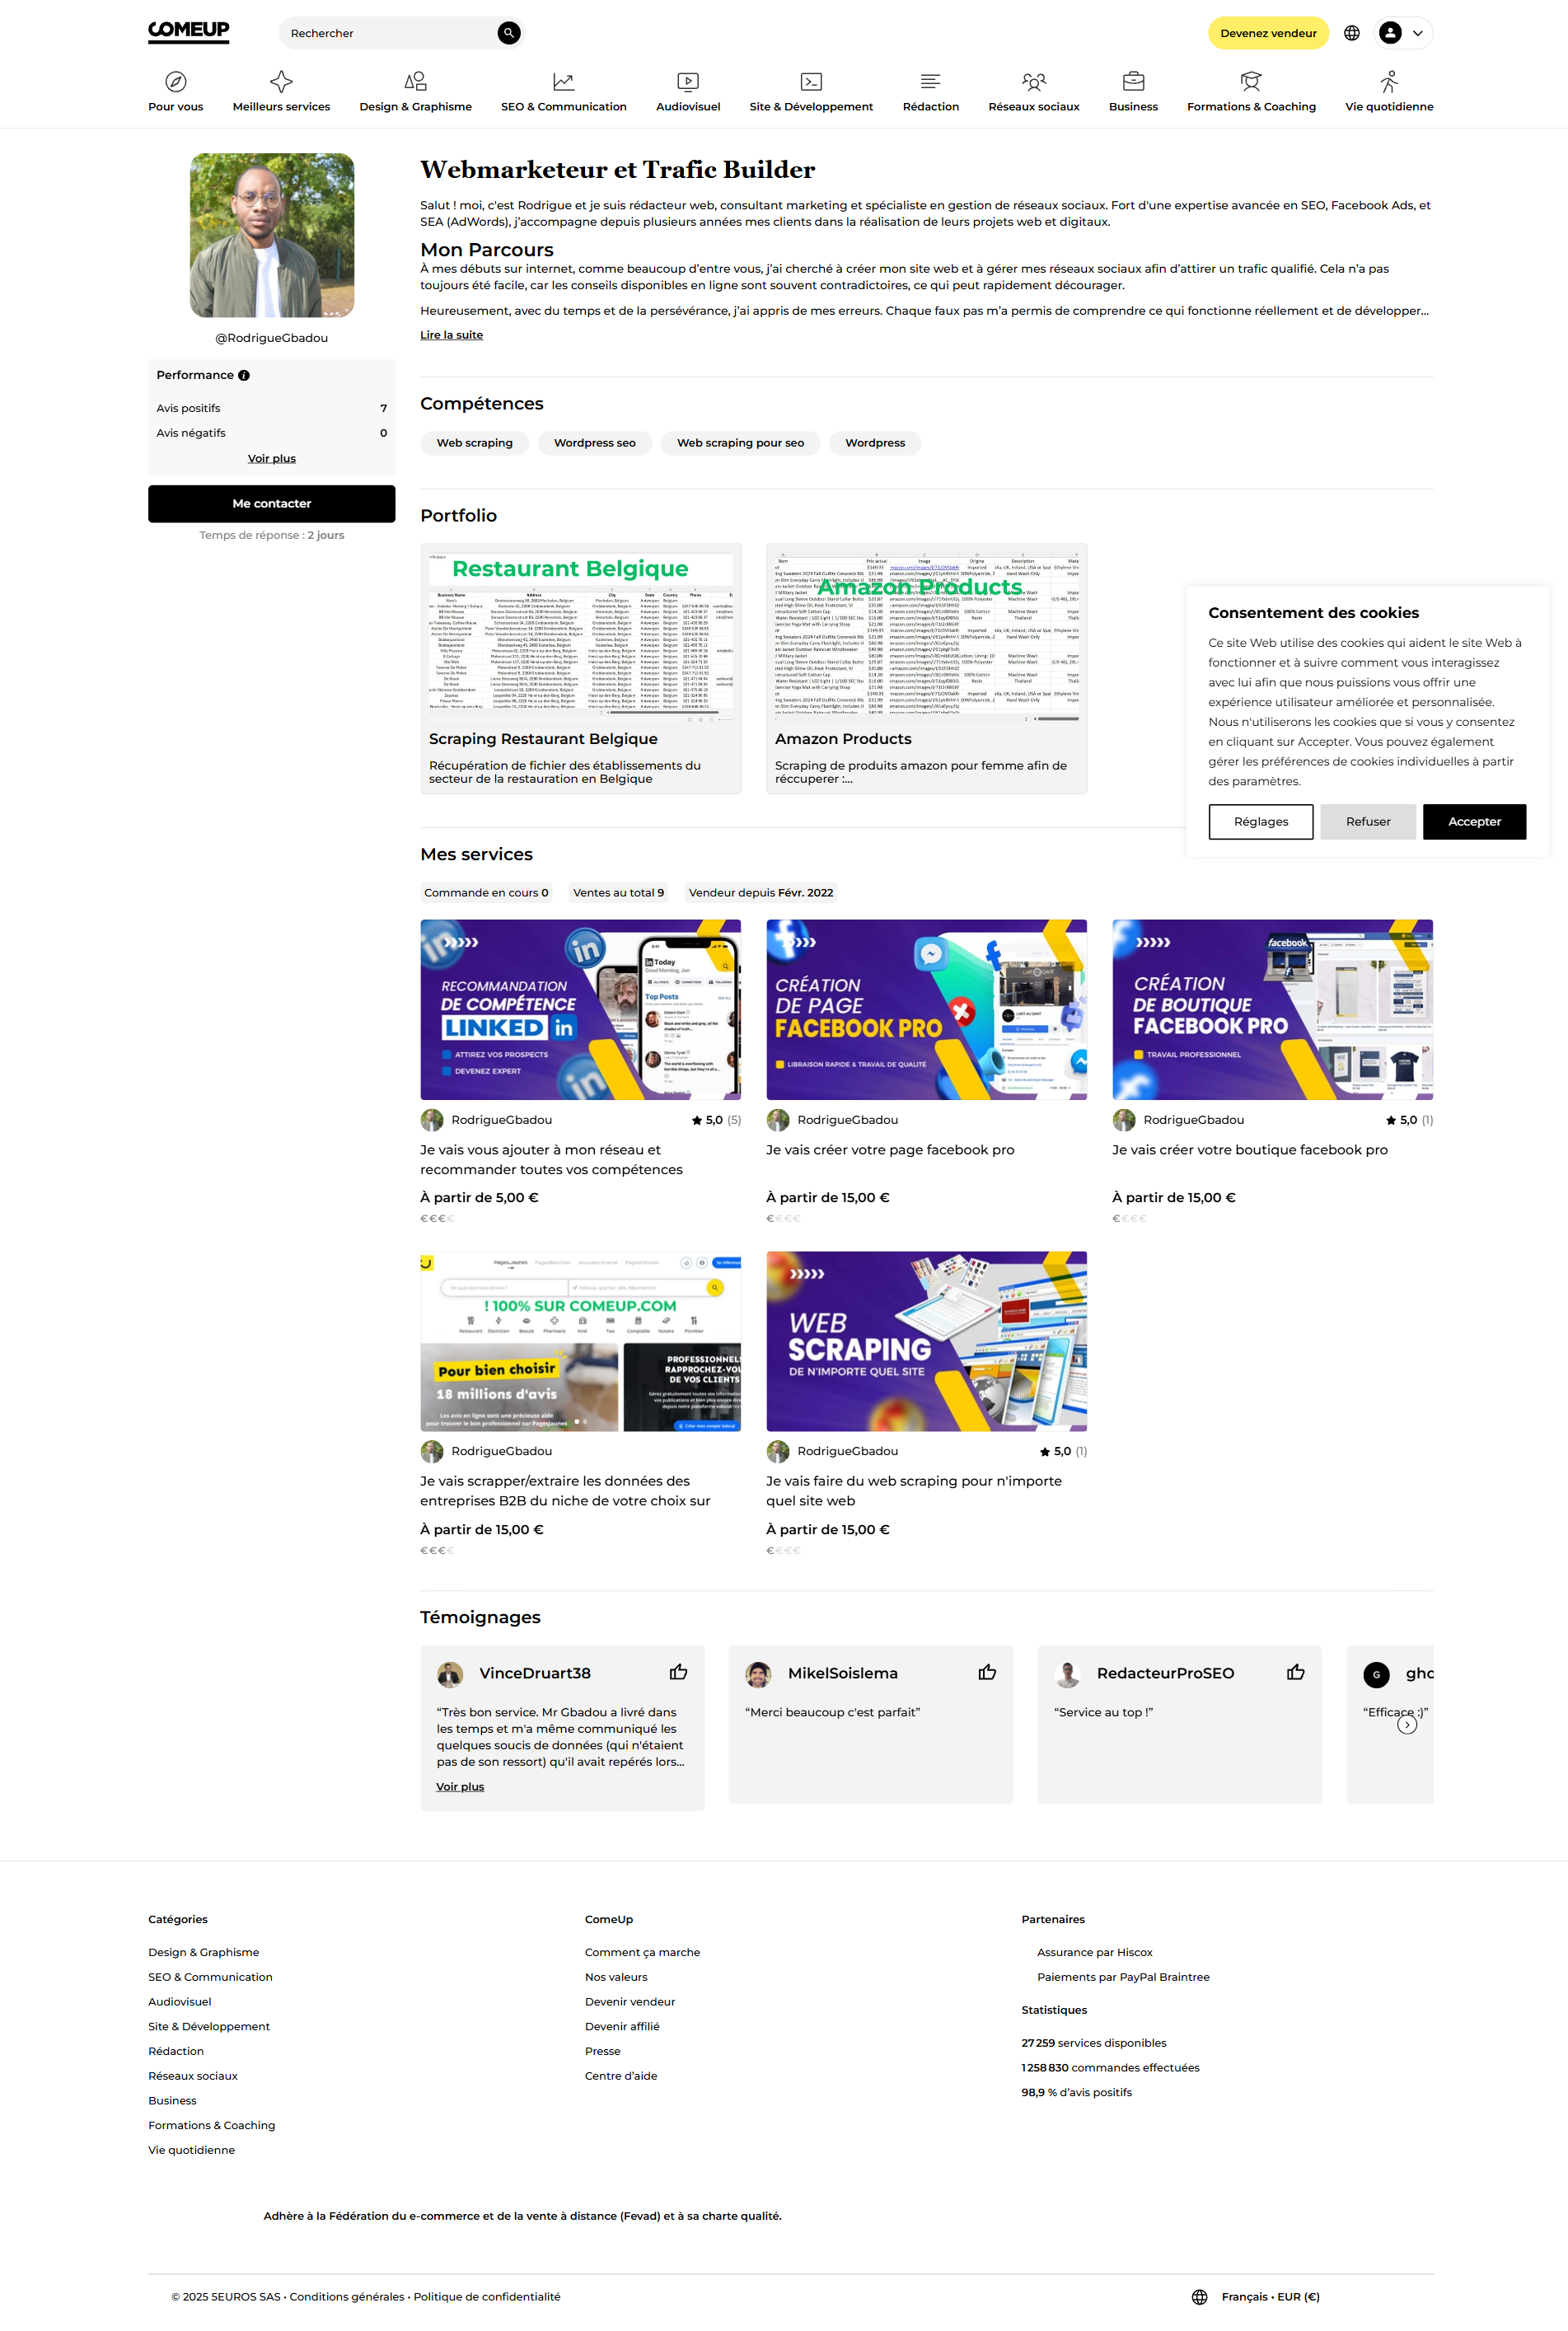 COMEUP
Rechercher
Devenez vendeur
Pour vous
Meilleurs services
Design & Graphisme
SEO & Communication
Audiovisuel
Site & Développement
Rédaction
Réseaux sociaux
Business
Formations & Coaching
Vie quotidienne
@RodrigueGbadou
Performance
Avis positifs 7
Avis négatifs 0
Voir plus
Me contacter
Temps de réponse : 2 jours
Webmarketeur et Trafic Builder
Salut ! moi, c'est Rodrigue et je suis rédacteur web, consultant marketing et spécialiste en gestion de réseaux sociaux. Fort d'une expertise avancée en SEO, Facebook Ads, et
SEA (AdWords), j’accompagne depuis plusieurs années mes clients dans la réalisation de leurs projets web et digitaux.
Mon Parcours
À mes débuts sur internet, comme beaucoup d’entre vous, j’ai cherché à créer mon site web et à gérer mes réseaux sociaux afin d’attirer un trafic qualifié. Cela n’a pas
toujours été facile, car les conseils disponibles en ligne sont souvent contradictoires, ce qui peut rapidement décourager.
Heureusement, avec du temps et de la persévérance, j’ai appris de mes erreurs. Chaque faux pas m’a permis de comprendre ce qui fonctionne réellement et de développer...
Lire la suite
Compétences
Web scraping
Wordpress seo
Web scraping pour seo
Wordpress
Portfolio
Restaurant Belgique
Scraping Restaurant Belgique
Récupération de fichier des établissements du
secteur de la restauration en Belgique
Amazon Products
Amazon Products
Scraping de produits amazon pour femme afin de
réccuperer :...
Consentement des cookies
Ce site Web utilise des cookies qui aident le site Web à
fonctionner et à suivre comment vous interagissez
avec lui afin que nous puissions vous offrir une
expérience utilisateur améliorée et personnalisée.
Nous n'utiliserons les cookies que si vous y consentez
en cliquant sur Accepter. Vous pouvez également
gérer les préférences de cookies individuelles à partir
des paramètres.
Réglages
Refuser
Accepter
Mes services
Commande en cours 0
Ventes au total 9
Vendeur depuis Févr. 2022
RECOMMANDATION
DE COMPÉTENCE
LINKED in
ATTIREZ VOS PROSPECTS
DEVENEZ EXPERT
Today
Top Posts
RodrigueGbadou
5,0 (5)
Je vais vous ajouter à mon réseau et
recommander toutes vos compétences
À partir de 5,00 €
€€€€
CRÉATION
DE PAGE
FACEBOOK PRO
LIBRAISON RAPIDE & TRAVAIL DE QUALITÉ
RodrigueGbadou
Je vais créer votre page facebook pro
À partir de 15,00 €
€€€€
CRÉATION
DE BOUTIQUE
FACEBOOK PRO
TRAVAIL PROFESSIONNEL
facebook
RodrigueGbadou
5,0 (1)
Je vais créer votre boutique facebook pro
À partir de 15,00 €
€€€€
! 100% SUR COMEUP.COM
Pour bien choisir
18 millions d'avis
Les avis en ligne sont une précieuse aide
pour trouver le bon professionnel sur PagesJaunes
PROFESSIONNELS
RAPPROCHEZ-VOU
DE VOS CLIENTS
RodrigueGbadou
Je vais scrapper/extraire les données des
entreprises B2B du niche de votre choix sur
À partir de 15,00 €
€€€€
WEB
SCRAPING
DE N'IMPORTE QUEL SITE
RodrigueGbadou
5,0 (1)
Je vais faire du web scraping pour n'importe
quel site web
À partir de 15,00 €
€€€€
Témoignages
VinceDruart38
“Très bon service. Mr Gbadou a livré dans
les temps et m'a même communiqué les
quelques soucis de données (qui n'étaient
pas de son ressort) qu'il avait repérés lors...
Voir plus
MikelSoislema
“Merci beaucoup c'est parfait”
RedacteurProSEO
“Service au top !”
G
ghc
“Efficace :)”
Catégories
Design & Graphisme
SEO & Communication
Audiovisuel
Site & Développement
Rédaction
Réseaux sociaux
Business
Formations & Coaching
Vie quotidienne
ComeUp
Comment ça marche
Nos valeurs
Devenir vendeur
Devenir affilié
Presse
Centre d’aide
Partenaires
Assurance par Hiscox
Paiements par PayPal Braintree
Statistiques
27 259 services disponibles
1 258 830 commandes effectuées
98,9 % d’avis positifs
Adhère à la Fédération du e-commerce et de la vente à distance (Fevad) et à sa charte qualité.
© 2025 5EUROS SAS • Conditions générales • Politique de confidentialité
Français • EUR (€)